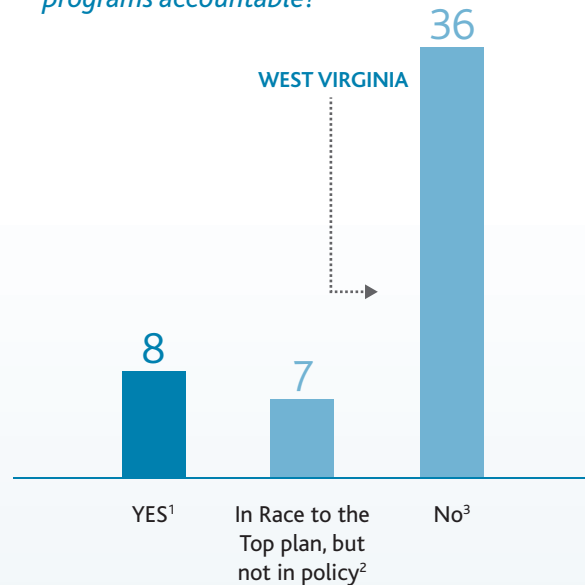 programs accountable?
36
WEST VIRGINIA
8
7
YES¹
In Race to the
Top plan, but
not in policy²
No³